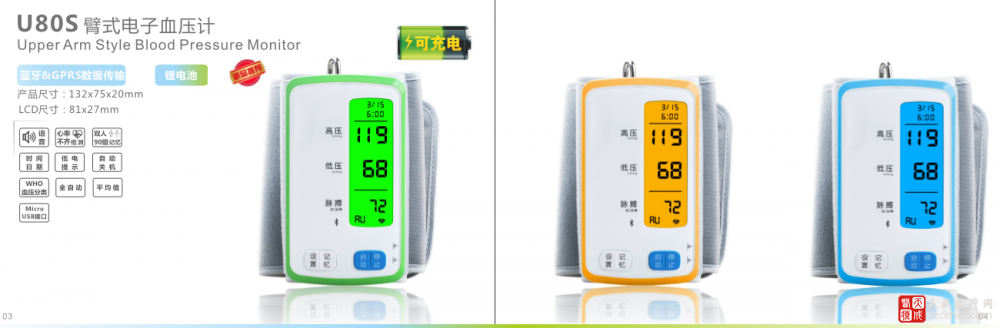 U80S 臂式电子血压计
Upper Arm Style Blood Pressure Monitor
可充电
蓝牙&GPRS数据传输
锂电池
产品尺寸：132x75x20mm
LCD尺寸：81x27mm
语音
心率不齐检测
双人90组记忆
时间日期
低电提示
自动关机
WHO血压分类
全自动
平均值
Micro USB接口
3/15
6:00
高压
119
低压
68
脉搏
72
AU
设置
记忆
启动
停止
3/15
6:00
高压
119
低压
68
脉搏
72
AU
设置
记忆
启动
停止
3/15
6:00
高压
119
低压
68
脉搏
72
AU
设置
记忆
启动
停止
03
04